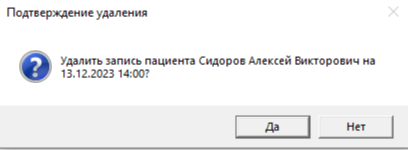 Подтверждение удаления
Удалить запись пациента Сидоров Алексей Викторович на
13.12.2023 14:00?
Да
Нет